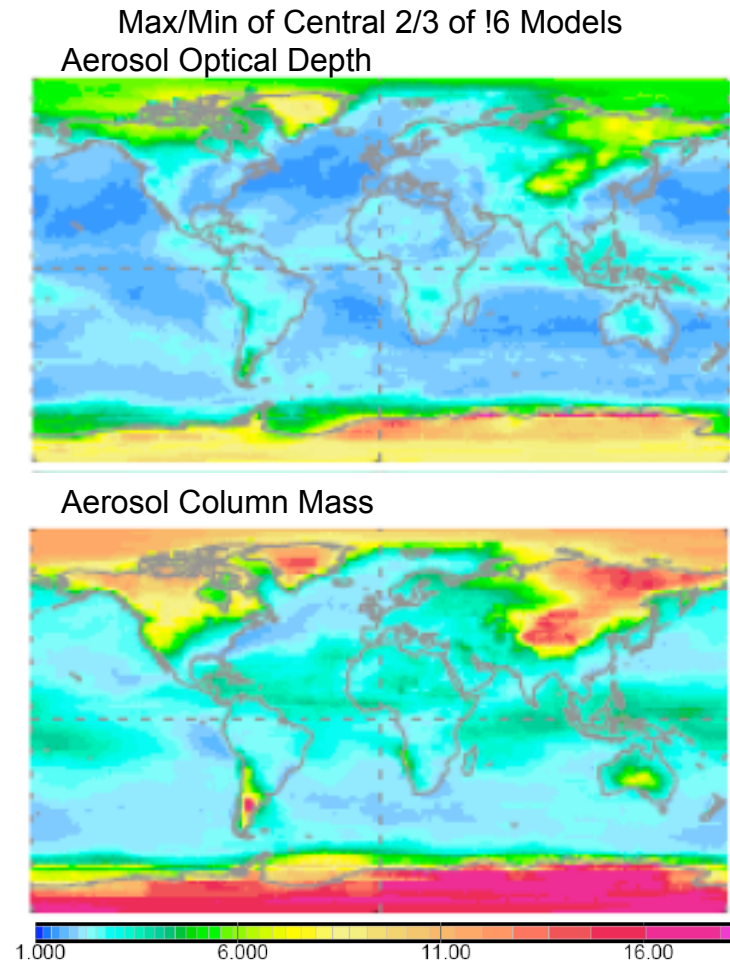 Max/Min of Central 2/3 of !6 Models
Aerosol Optical Depth
Aerosol Column Mass
1.000 6.000 11.00 16.00